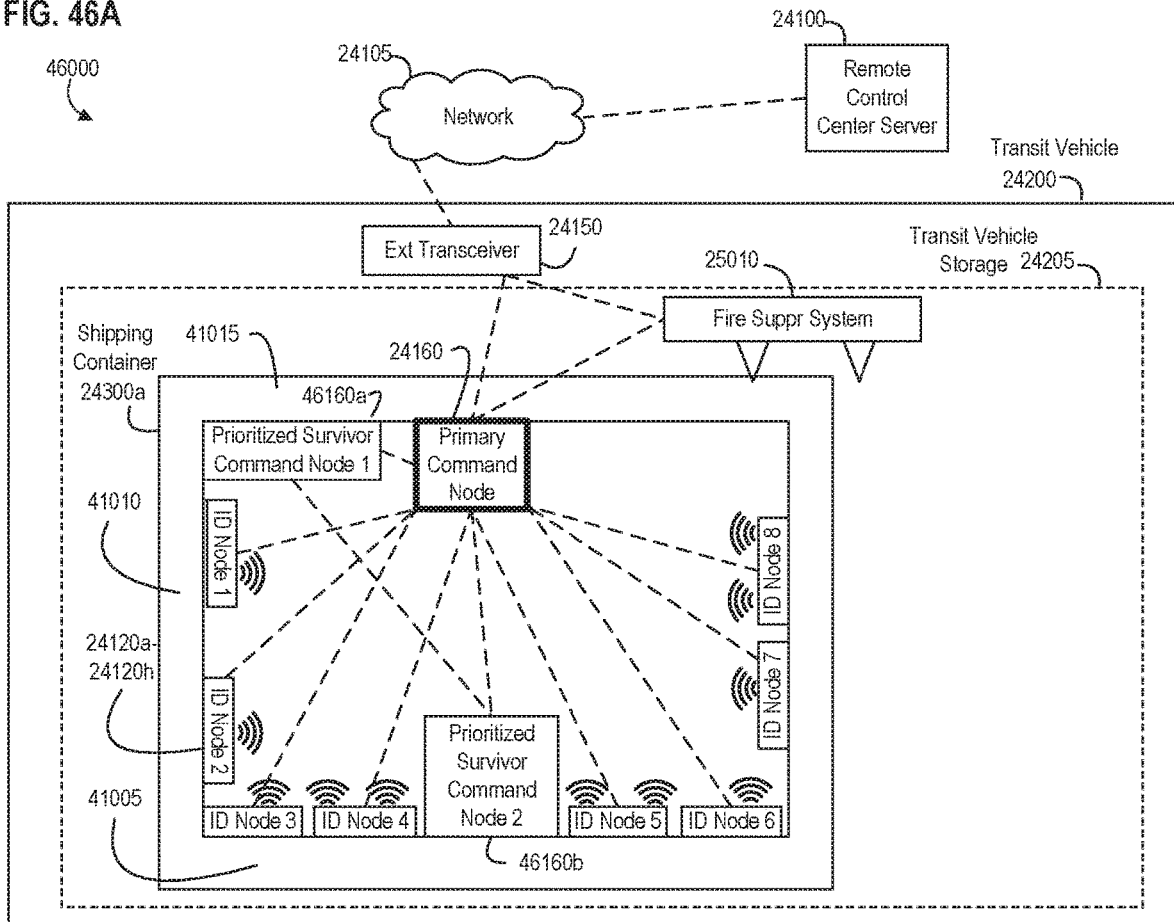 FIG. 46A
46000
24105
Network
24100
Remote
Control
Center Server
Transit Vehicle
24200
Ext Transceiver
24150
Transit Vehicle
Storage 24205
25010
Fire Suppr System
Shipping
Container
24300a
41015
24160
46160a
Prioritized Survivor
Command Node 1
Primary
Command
Node
41010
ID Node 1
ID Node 8
24120a-
24120h
ID Node 2
ID Node 7
Prioritized
Survivor
Command
Node 2
41005
ID Node 3
ID Node 4
ID Node 5
ID Node 6
46160b